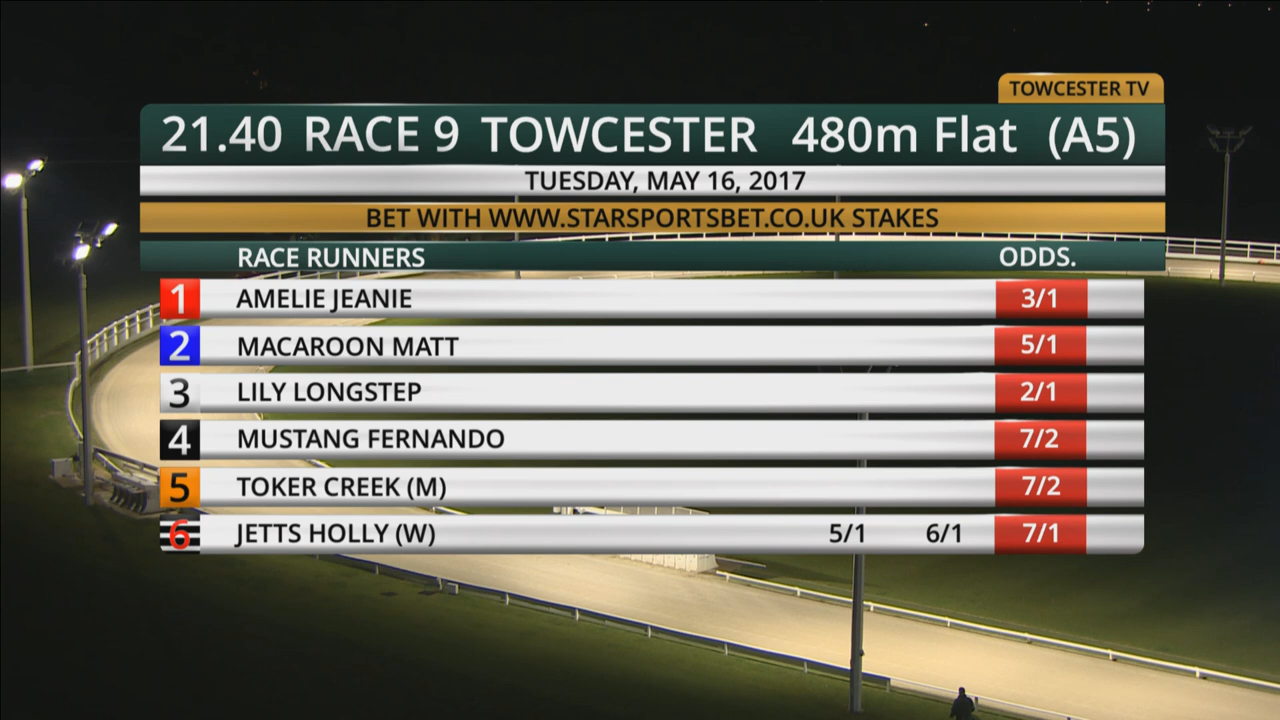 TOWCESTER TV
21.40 RACE 9 TOWCESTER 480m Flat (A5)
TUESDAY, MAY 16, 2017
BET WITH WWW.STARSPORTSBET.CO.UK STAKES
RACE RUNNERS ODDS.
1 AMELIE JEANIE 3/1
2 MACAROON MATT 5/1
3 LILY LONGSTEP 2/1
4 MUSTANG FERNANDO 7/2
5 TOKER CREEK (M) 7/2
6 JETTS HOLLY (W) 5/1 6/1 7/1